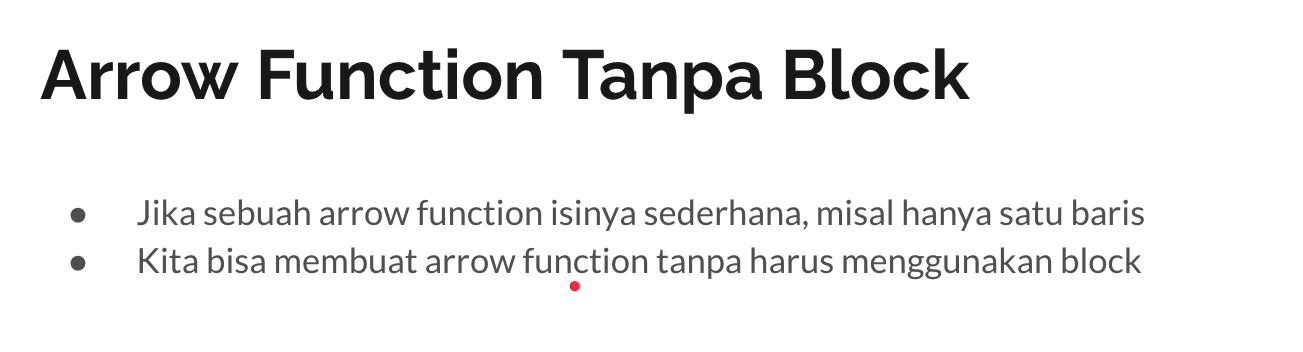 Arrow Function Tanpa Block
● Jika sebuah arrow function isinya sederhana, misal hanya satu baris
● Kita bisa membuat arrow function tanpa harus menggunakan block